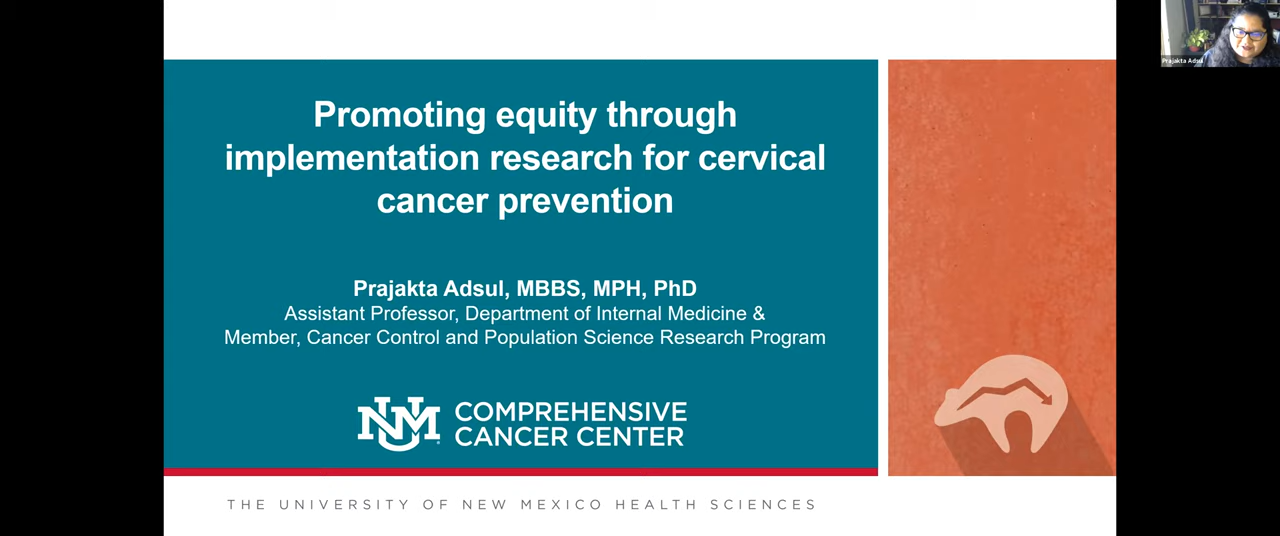 Promoting equity through
implementation research for cervical
cancer prevention
Prajakta Adsul, MBBS, MPH, PhD
Assistant Professor, Department of Internal Medicine &
Member, Cancer Control and Population Science Research Program
UNM COMPREHENSIVE
CANCER CENTER
THE UNIVERSITY OF NEW MEXICO HEALTH SCIENCES
Prajakta Adsul